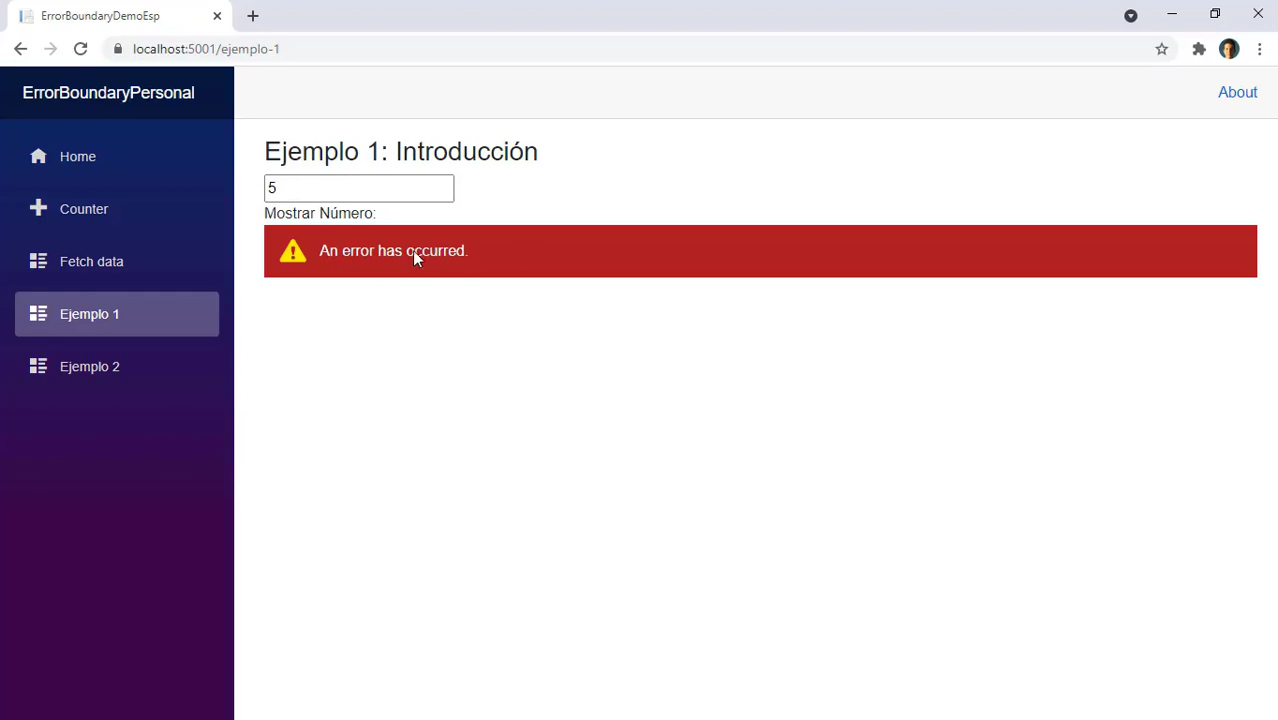 ErrorBoundaryDemoEsp
localhost:5001/ejemplo-1
ErrorBoundaryPersonal
About
Home
Counter
Fetch data
Ejemplo 1
Ejemplo 2
Ejemplo 1: Introducción
5
Mostrar Número:
An error has occurred.